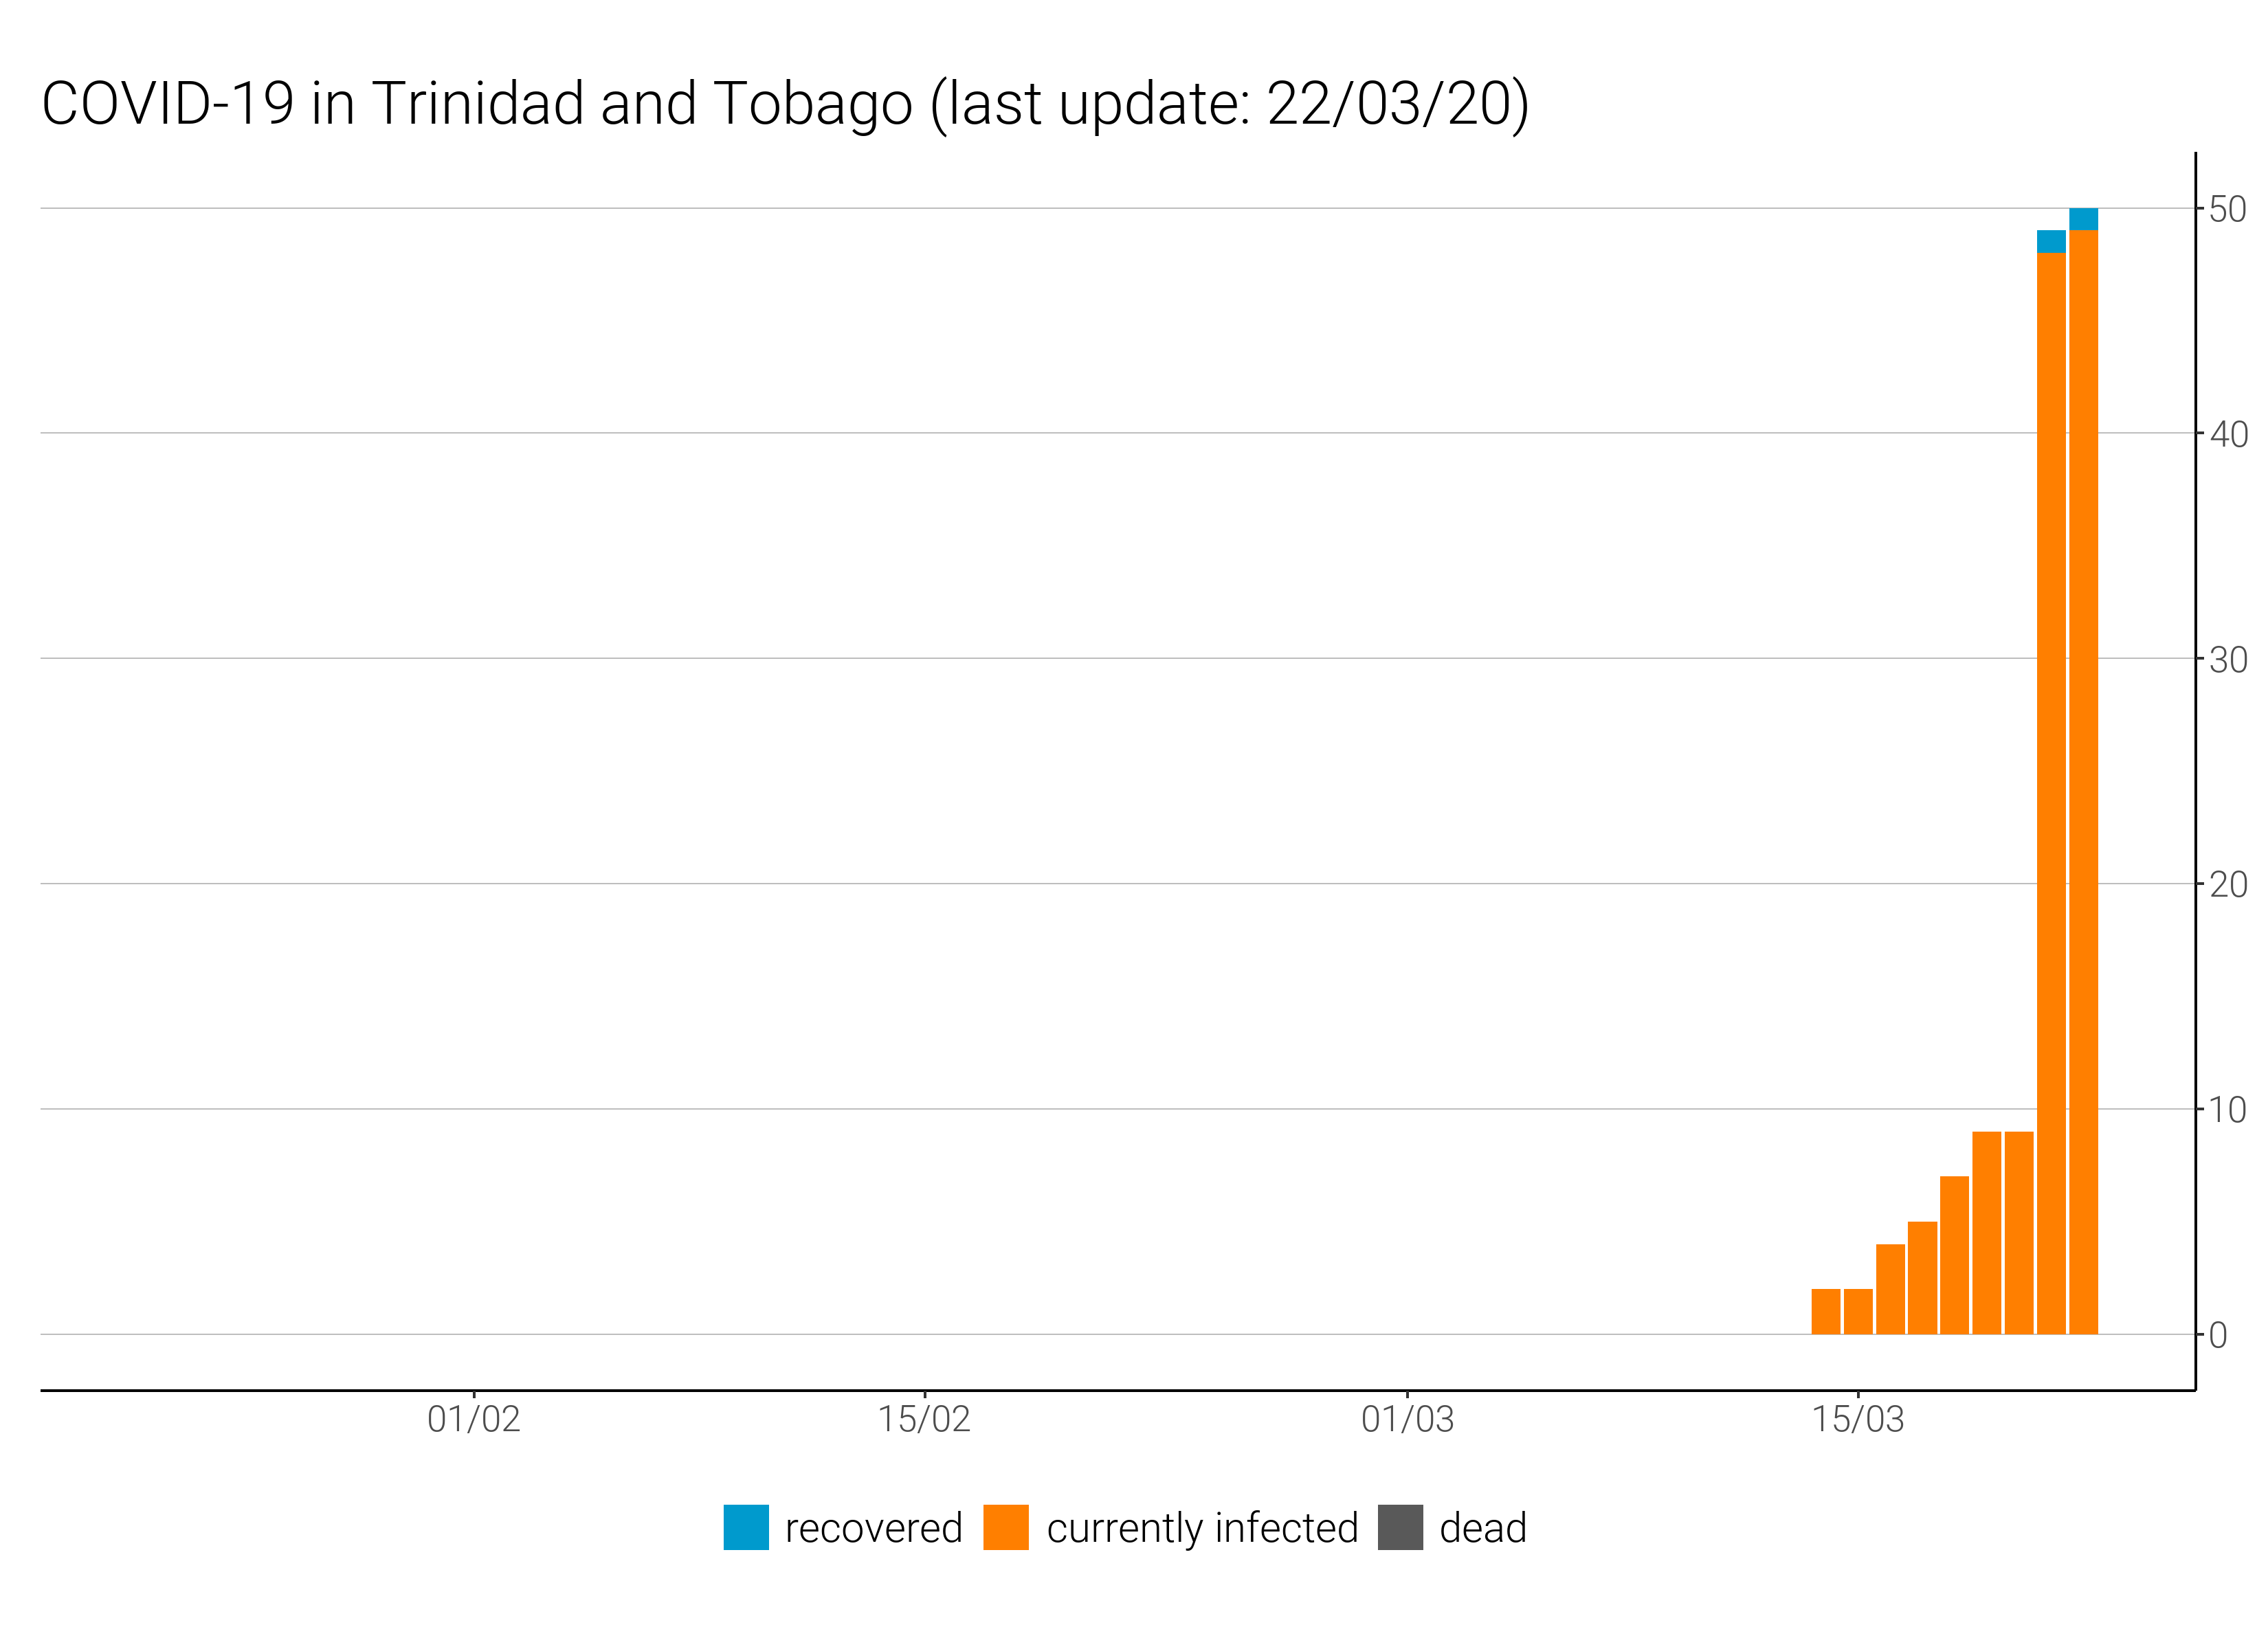 COVID-19 in Trinidad and Tobago (last update: 22/03/20)
50
40
30
20
10
0
01/02 15/02 01/03 15/03
recovered currently infected dead